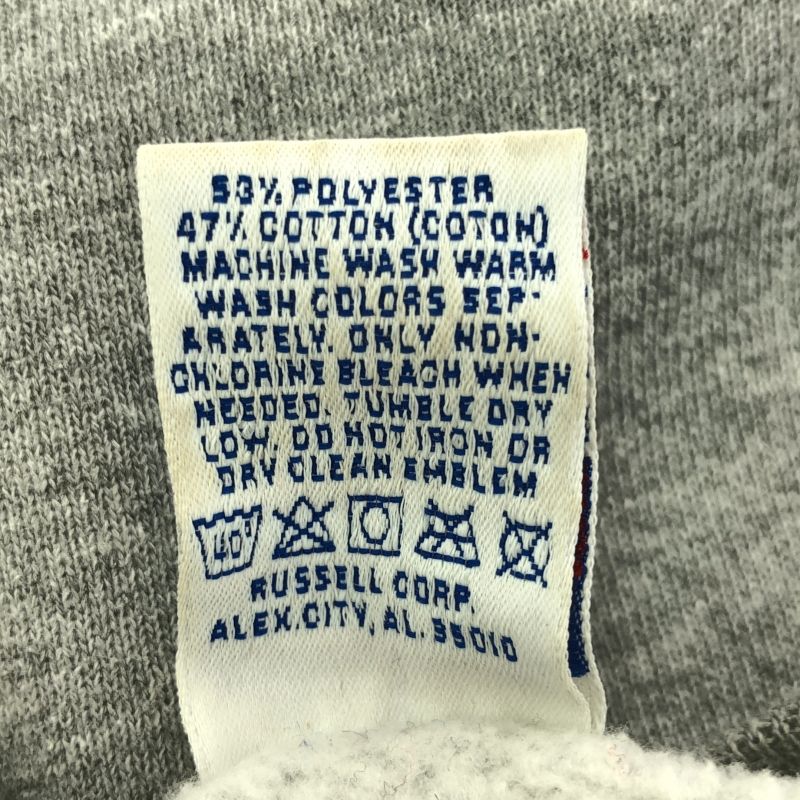 53% POLYESTER
47% COTTON (COTON)
MACHINE WASH WARM
WASH COLORS SEP-
ARATELY. ONLY NON-
CHLORINE BLEACH WHEN
NEEDED. TUMBLE DRY
LOW. DO NOT IRON OR
DRY CLEAN EMBLEM
40°
RUSSELL CORP.
ALEX.CITY, AL. 35010